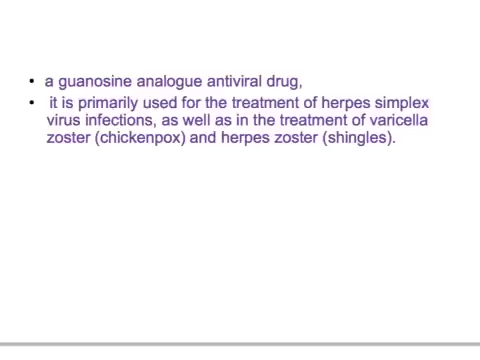 • a guanosine analogue antiviral drug,
• it is primarily used for the treatment of herpes simplex
virus infections, as well as in the treatment of varicella
zoster (chickenpox) and herpes zoster (shingles).